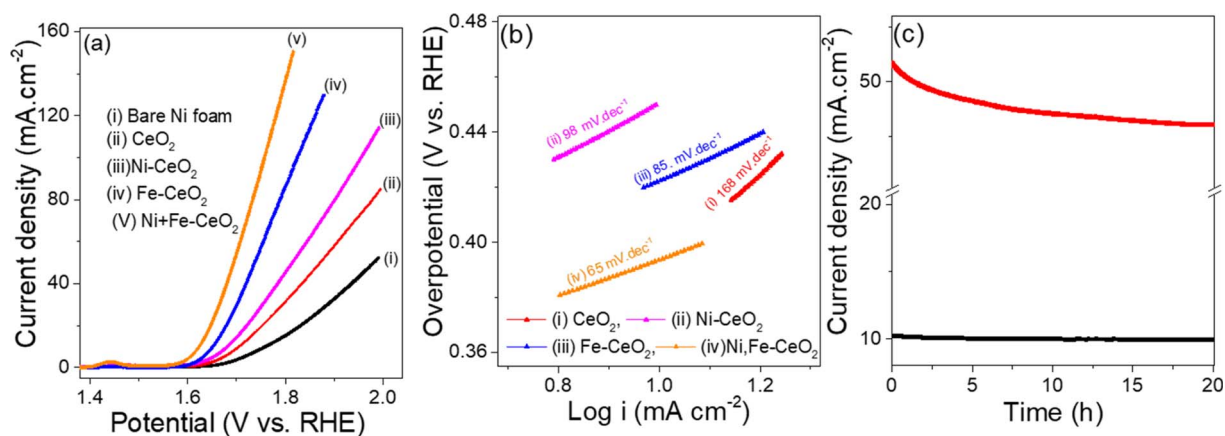 (a)
Current density (mA.cm⁻²)
160
120
80
40
0
1.4
1.6
1.8
2.0
Potential (V vs. RHE)
(v)
(iv)
(iii)
(ii)
(i)
(i) Bare Ni foam
(ii) CeO₂
(iii)Ni-CeO₂
(iv) Fe-CeO₂
(V) Ni+Fe-CeO₂
(b)
Overpotential (V vs. RHE)
0.48
0.44
0.40
0.36
0.8
1.0
1.2
Log i (mA cm⁻²)
(ii) 98 mV.dec⁻¹
(iii) 85. mV.dec⁻¹
(i) 168 mV.dec⁻¹
(iv) 65 mV.dec⁻¹
(i) CeO₂, (ii) Ni-CeO₂
(iii) Fe-CeO₂, (iv)Ni,Fe-CeO₂
(c)
Current density (mA.cm⁻²)
50
20
10
0
5
10
15
20
Time (h)